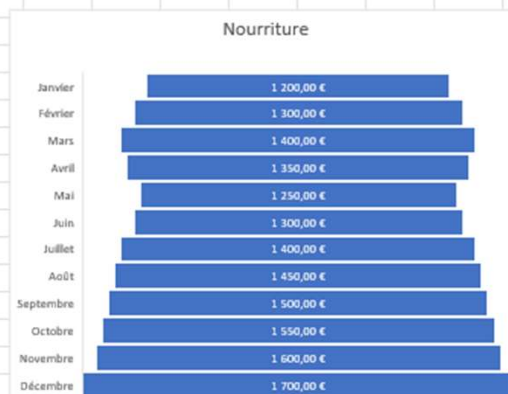 Nourriture
Janvier 1 200,00 €
Février 1 300,00 €
Mars 1 400,00 €
Avril 1 350,00 €
Mai 1 250,00 €
Juin 1 300,00 €
Juillet 1 400,00 €
Août 1 450,00 €
Septembre 1 500,00 €
Octobre 1 550,00 €
Novembre 1 600,00 €
Décembre 1 700,00 €